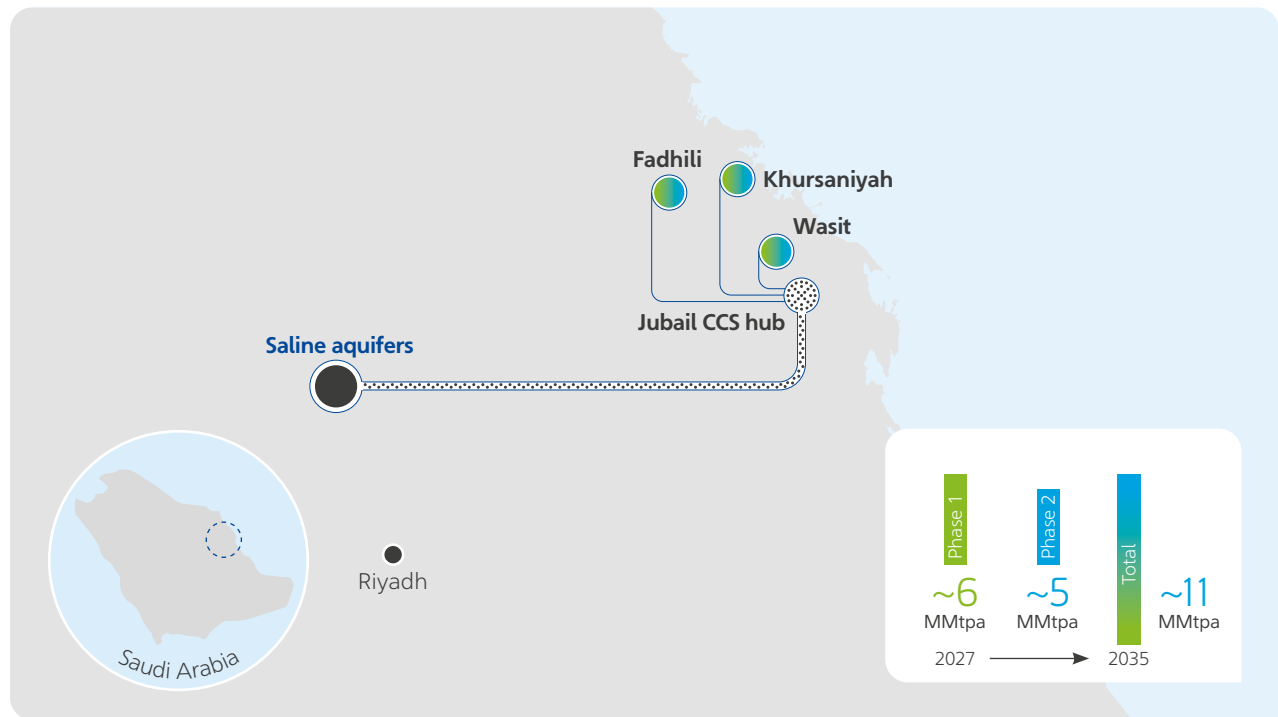 Fadhili
Khursaniyah
Wasit
Jubail CCS hub
Saline aquifers
Riyadh
Saudi Arabia
Phase 1
Phase 2
Total
~6
~5
~11
MMtpa
MMtpa
MMtpa
2027
2035